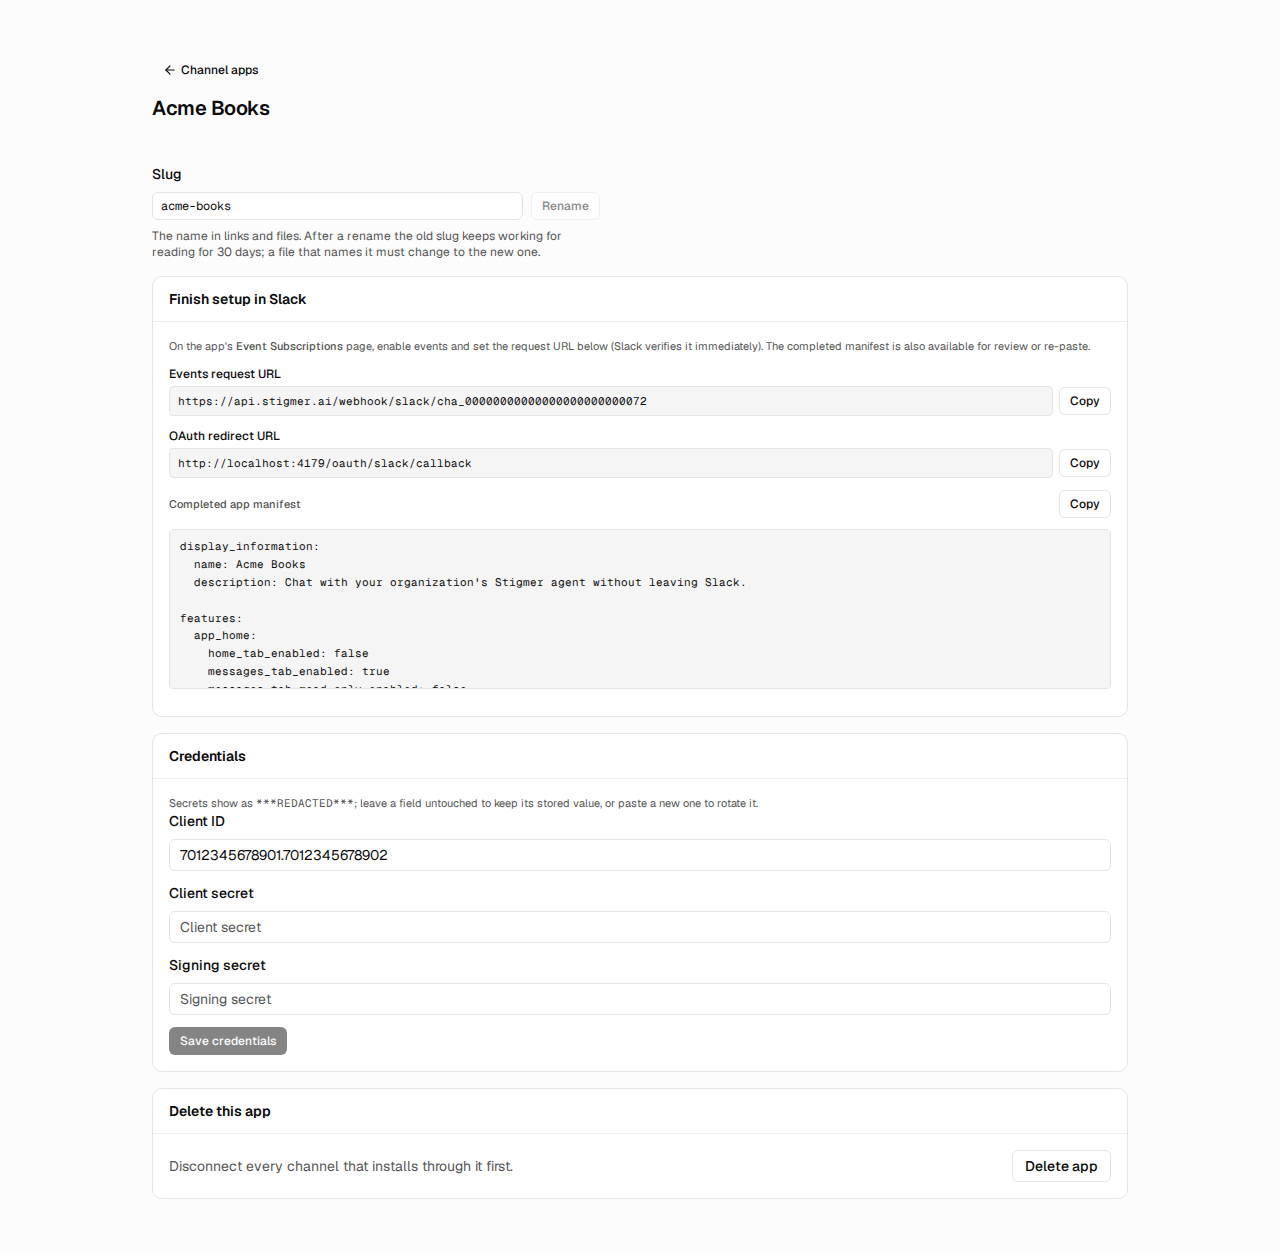 Channel apps
Acme Books
Slug
acme-books
Rename
The name in links and files. After a rename the old slug keeps working for
reading for 30 days; a file that names it must change to the new one.
Finish setup in Slack
On the app's Event Subscriptions page, enable events and set the request URL below (Slack verifies it immediately). The completed manifest is also available for review or re-paste.
Events request URL
https://api.stigmer.ai/webhook/slack/cha_00000000000000000000000072
Copy
OAuth redirect URL
http://localhost:4179/oauth/slack/callback
Copy
Completed app manifest
Copy
display_information:
  name: Acme Books
  description: Chat with your organization's Stigmer agent without leaving Slack.

features:
  app_home:
    home_tab_enabled: false
    messages_tab_enabled: true
    messages_tab_read_only_enabled: false
Credentials
Secrets show as ***REDACTED***; leave a field untouched to keep its stored value, or paste a new one to rotate it.
Client ID
7012345678901.7012345678902
Client secret
Client secret
Signing secret
Signing secret
Save credentials
Delete this app
Disconnect every channel that installs through it first.
Delete app